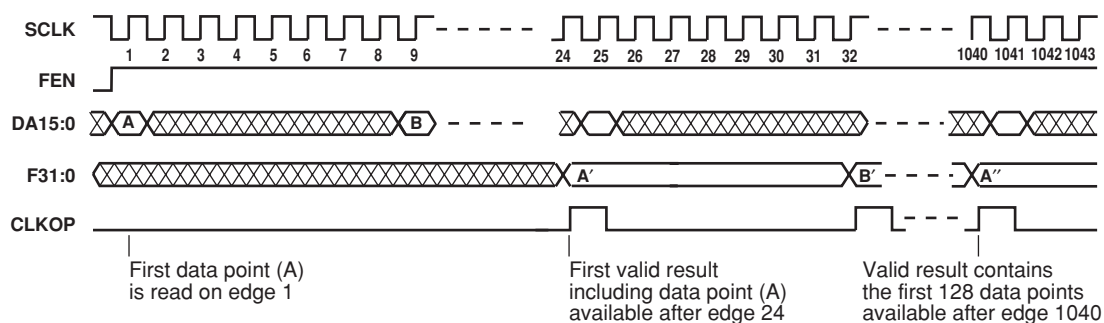 SCLK
1 2 3 4 5 6 7 8 9 24 25 26 27 28 29 30 31 32 1040 1041 1042 1043
FEN
DA15:0 A B
F31:0 A′ B′ A″
CLKOP
First data point (A)
is read on edge 1
First valid result
including data point (A)
available after edge 24
Valid result contains
the first 128 data points
available after edge 1040